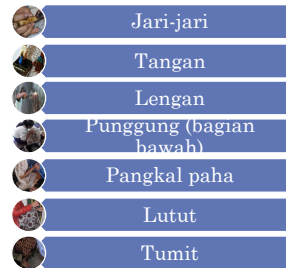 Jari-jari
Tangan
Lengan
Punggung (bagian
bawah)
Pangkal paha
Lutut
Tumit